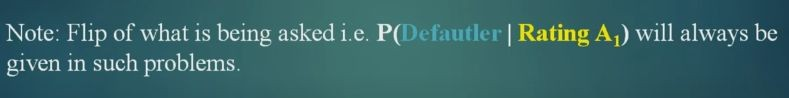 Note: Flip of what is being asked i.e. P(Defautler | Rating A₁) will always be
given in such problems.